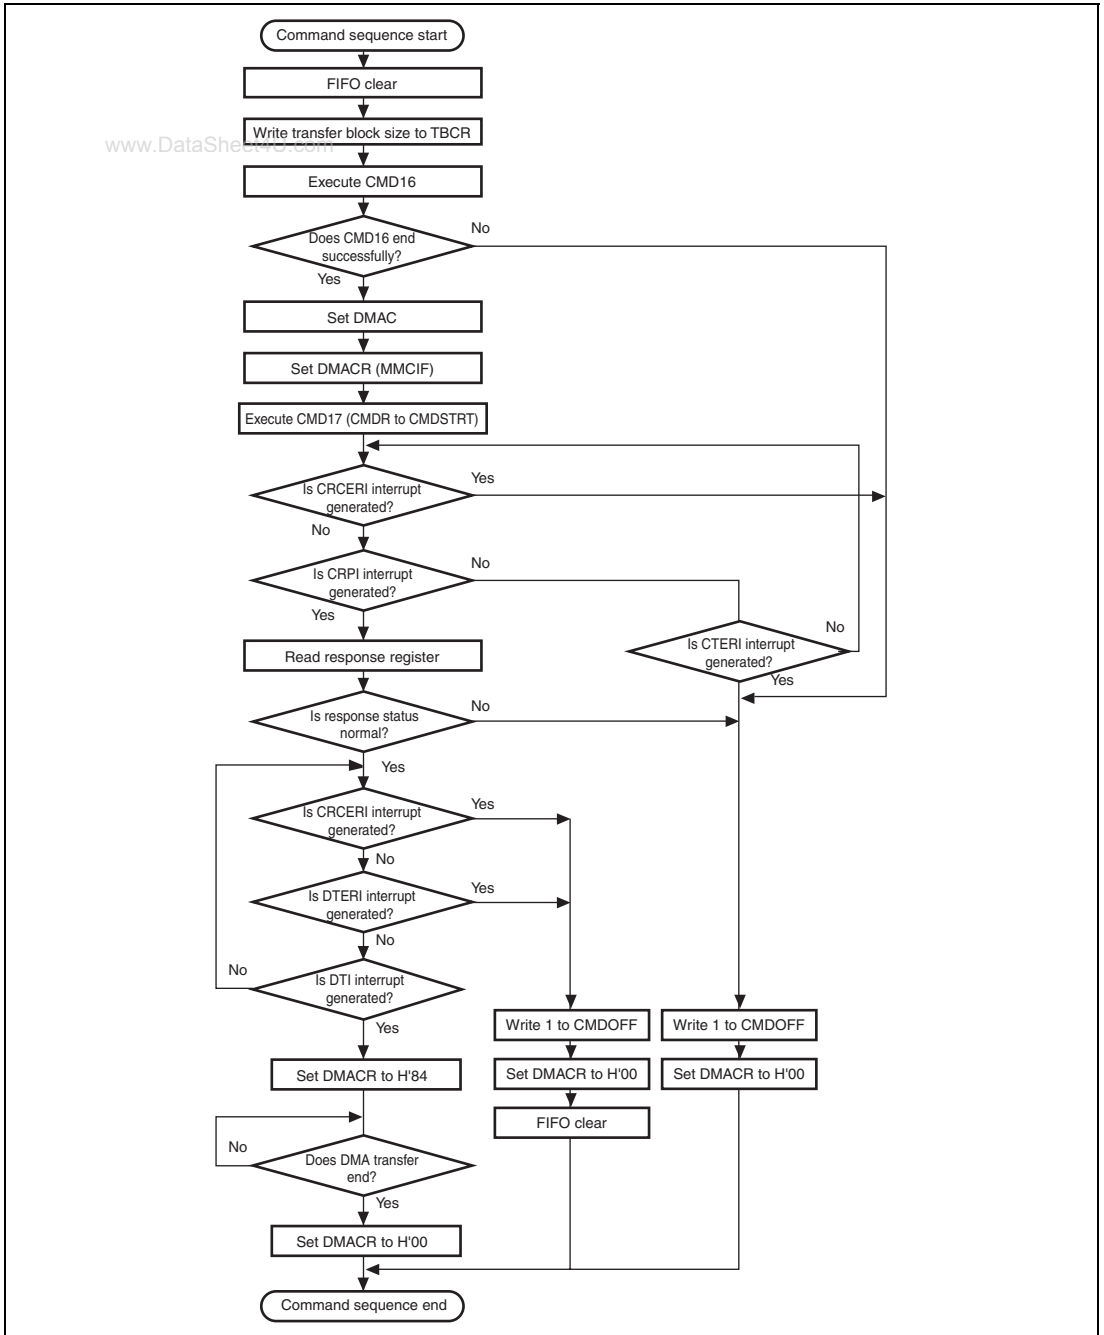 Command sequence start
FIFO clear
Write transfer block size to TBCR
www.DataSheet4U.com
Execute CMD16
Does CMD16 end
successfully?
No
Yes
Set DMAC
Set DMACR (MMCIF)
Execute CMD17 (CMDR to CMDSTRT)
Is CRCERI interrupt
generated?
Yes
No
Is CRPI interrupt
generated?
No
Yes
Is CTERI interrupt
generated?
No
Yes
Read response register
Is response status
normal?
No
Yes
Is CRCERI interrupt
generated?
Yes
No
Is DTERI interrupt
generated?
Yes
No
Is DTI interrupt
generated?
No
Yes
Write 1 to CMDOFF
Write 1 to CMDOFF
Set DMACR to H'84
Set DMACR to H'00
Set DMACR to H'00
FIFO clear
Does DMA transfer
end?
No
Yes
Set DMACR to H'00
Command sequence end